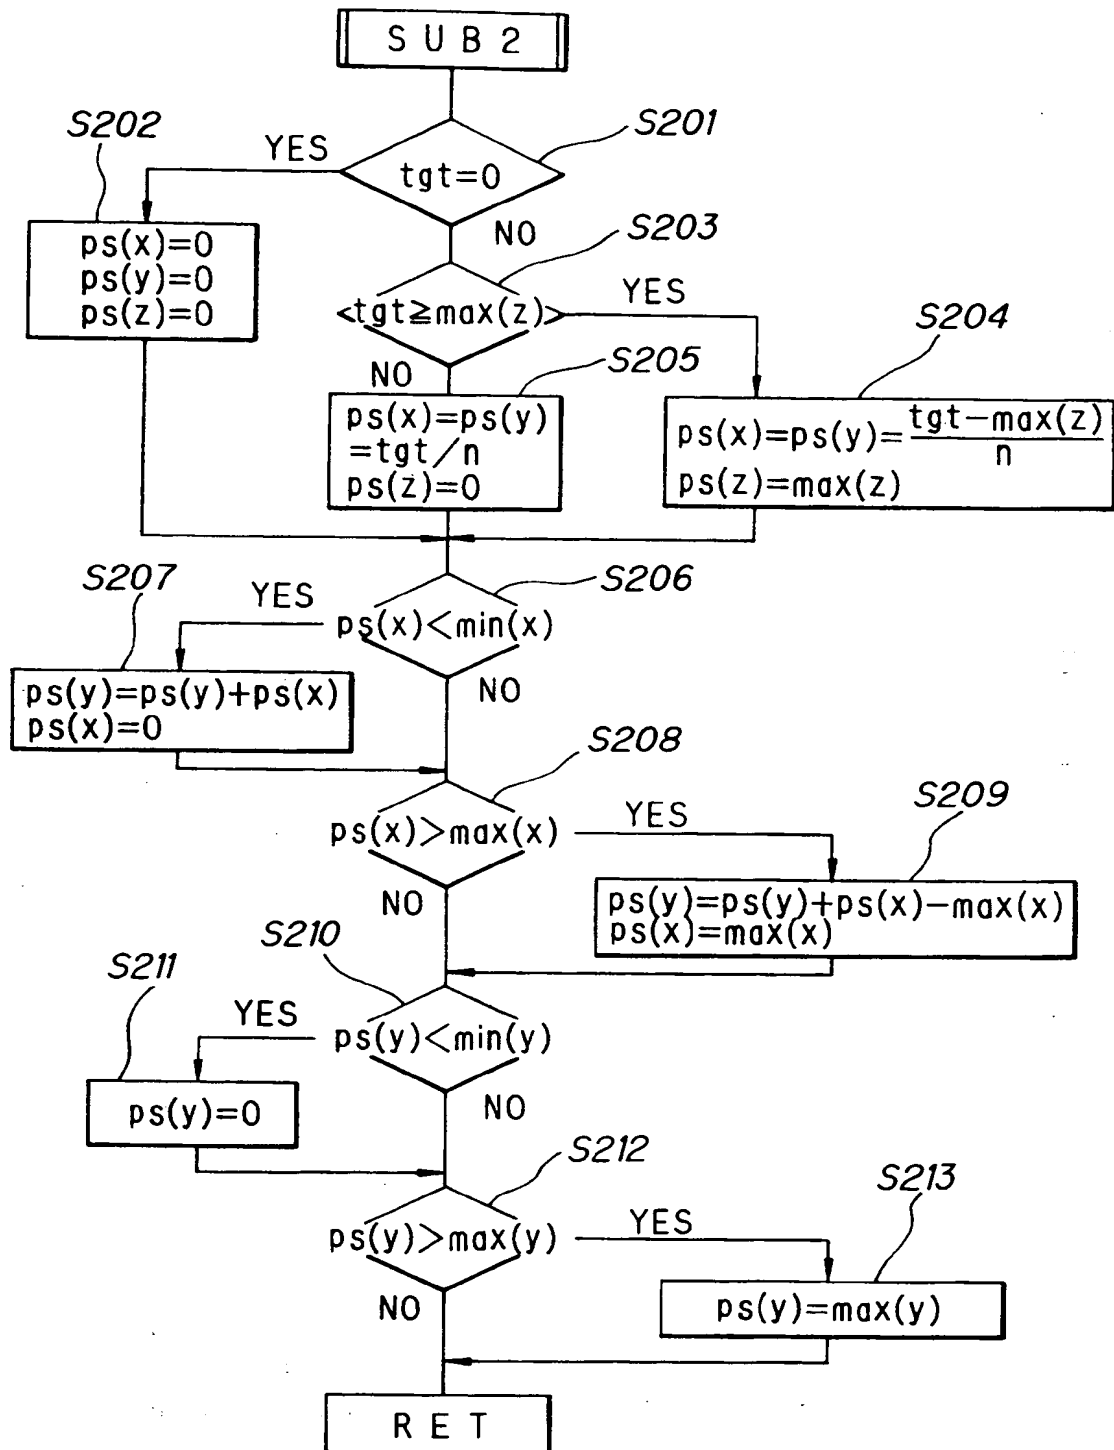 SUB2
S201
S202
YES
tgt=0
NO
S203
ps(x)=0
ps(y)=0
ps(z)=0
tgt≧max(z)
YES
S204
NO
S205
ps(x)=ps(y)
=tgt/n
ps(z)=0
ps(x)=ps(y)=
tgt-max(z)
n
ps(z)=max(z)
S206
S207
YES
ps(x)<min(x)
NO
ps(y)=ps(y)+ps(x)
ps(x)=0
S208
ps(x)>max(x)
YES
S209
NO
ps(y)=ps(y)+ps(x)-max(x)
ps(x)=max(x)
S210
S211
YES
ps(y)<min(y)
NO
ps(y)=0
S212
ps(y)>max(y)
YES
S213
NO
ps(y)=max(y)
RET